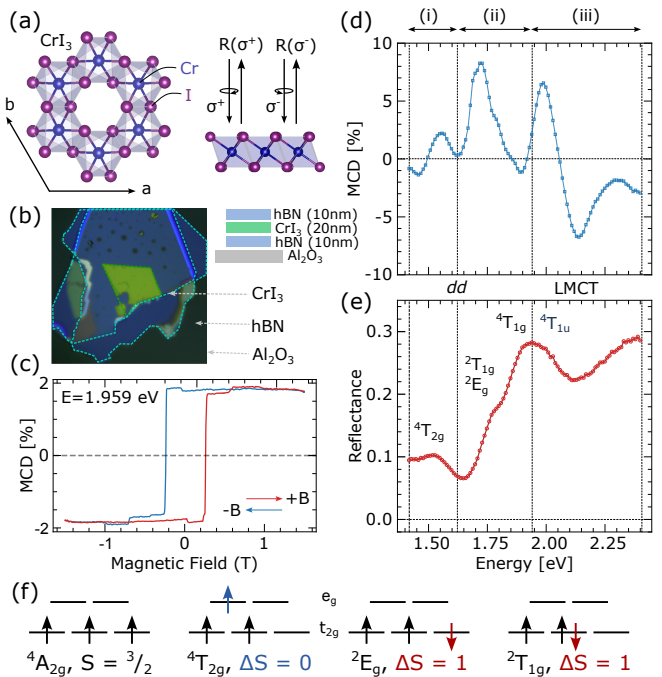 (a)
CrI₃
R(σ⁺) R(σ⁻)
Cr
I
σ⁺ σ⁻
b
a
(b)
hBN (10nm)
CrI₃ (20nm)
hBN (10nm)
Al₂O₃
CrI₃
hBN
Al₂O₃
(c)
E=1.959 eV
MCD [%]
2
0
-2
+B
-B
-1 0 1
Magnetic Field (T)
(d)
(i) (ii) (iii)
MCD [%]
10
5
0
-5
-10
dd LMCT
(e)
⁴T₁g ⁴T₁u
²T₁g
²Eg
⁴T₂g
Reflectance
0.3
0.2
0.1
0.0
1.50 1.75 2.00 2.25
Energy [eV]
(f)
eg
t₂g
⁴A₂g, S = ³/₂
⁴T₂g, ΔS = 0
²Eg, ΔS = 1
²T₁g, ΔS = 1